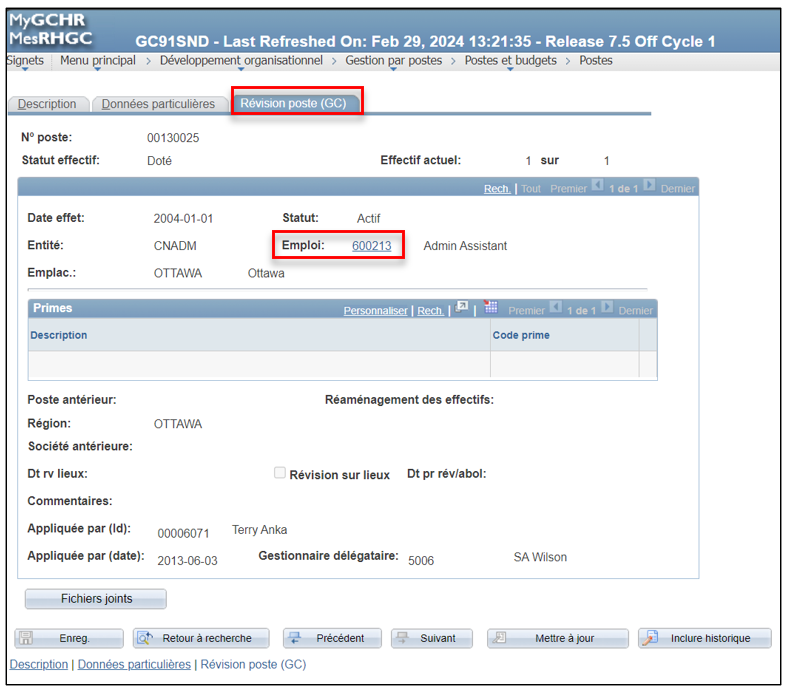 MyGCHR
MesRHGC
GC91SND - Last Refreshed On: Feb 29, 2024 13:21:35 - Release 7.5 Off Cycle 1
Signets Menu principal > Développement organisationnel > Gestion par postes > Postes et budgets > Postes
Description Données particulières Révision poste (GC)
Nº poste: 00130025
Statut effectif: Doté Effectif actuel: 1 sur 1
Rech. | Tout Premier 1 de 1 Dernier
Date effet: 2004-01-01 Statut: Actif
Entité: CNADM Emploi: 600213 Admin Assistant
Emplac.: OTTAWA Ottawa
Primes Personnaliser | Rech. | | Premier 1 de 1 Dernier
Description Code prime
Poste antérieur: Réaménagement des effectifs:
Région: OTTAWA
Société antérieure:
Dt rv lieux: Révision sur lieux Dt pr rév/abol:
Commentaires:
Appliquée par (Id): 00006071 Terry Anka
Appliquée par (date): 2013-06-03 Gestionnaire délégataire: 5006 SA Wilson
Fichiers joints
Enreg. Retour à recherche Précédent Suivant Mettre à jour Inclure historique
Description | Données particulières | Révision poste (GC)